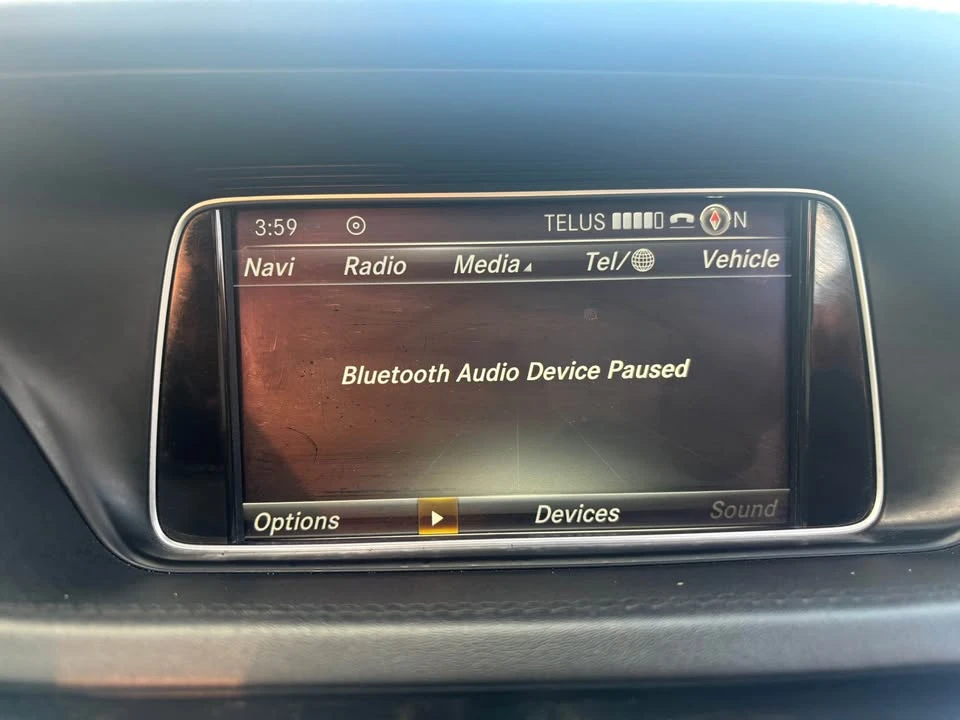 3:59 TELUS N
Navi Radio Media Tel/ Vehicle
Bluetooth Audio Device Paused
Options Devices Sound